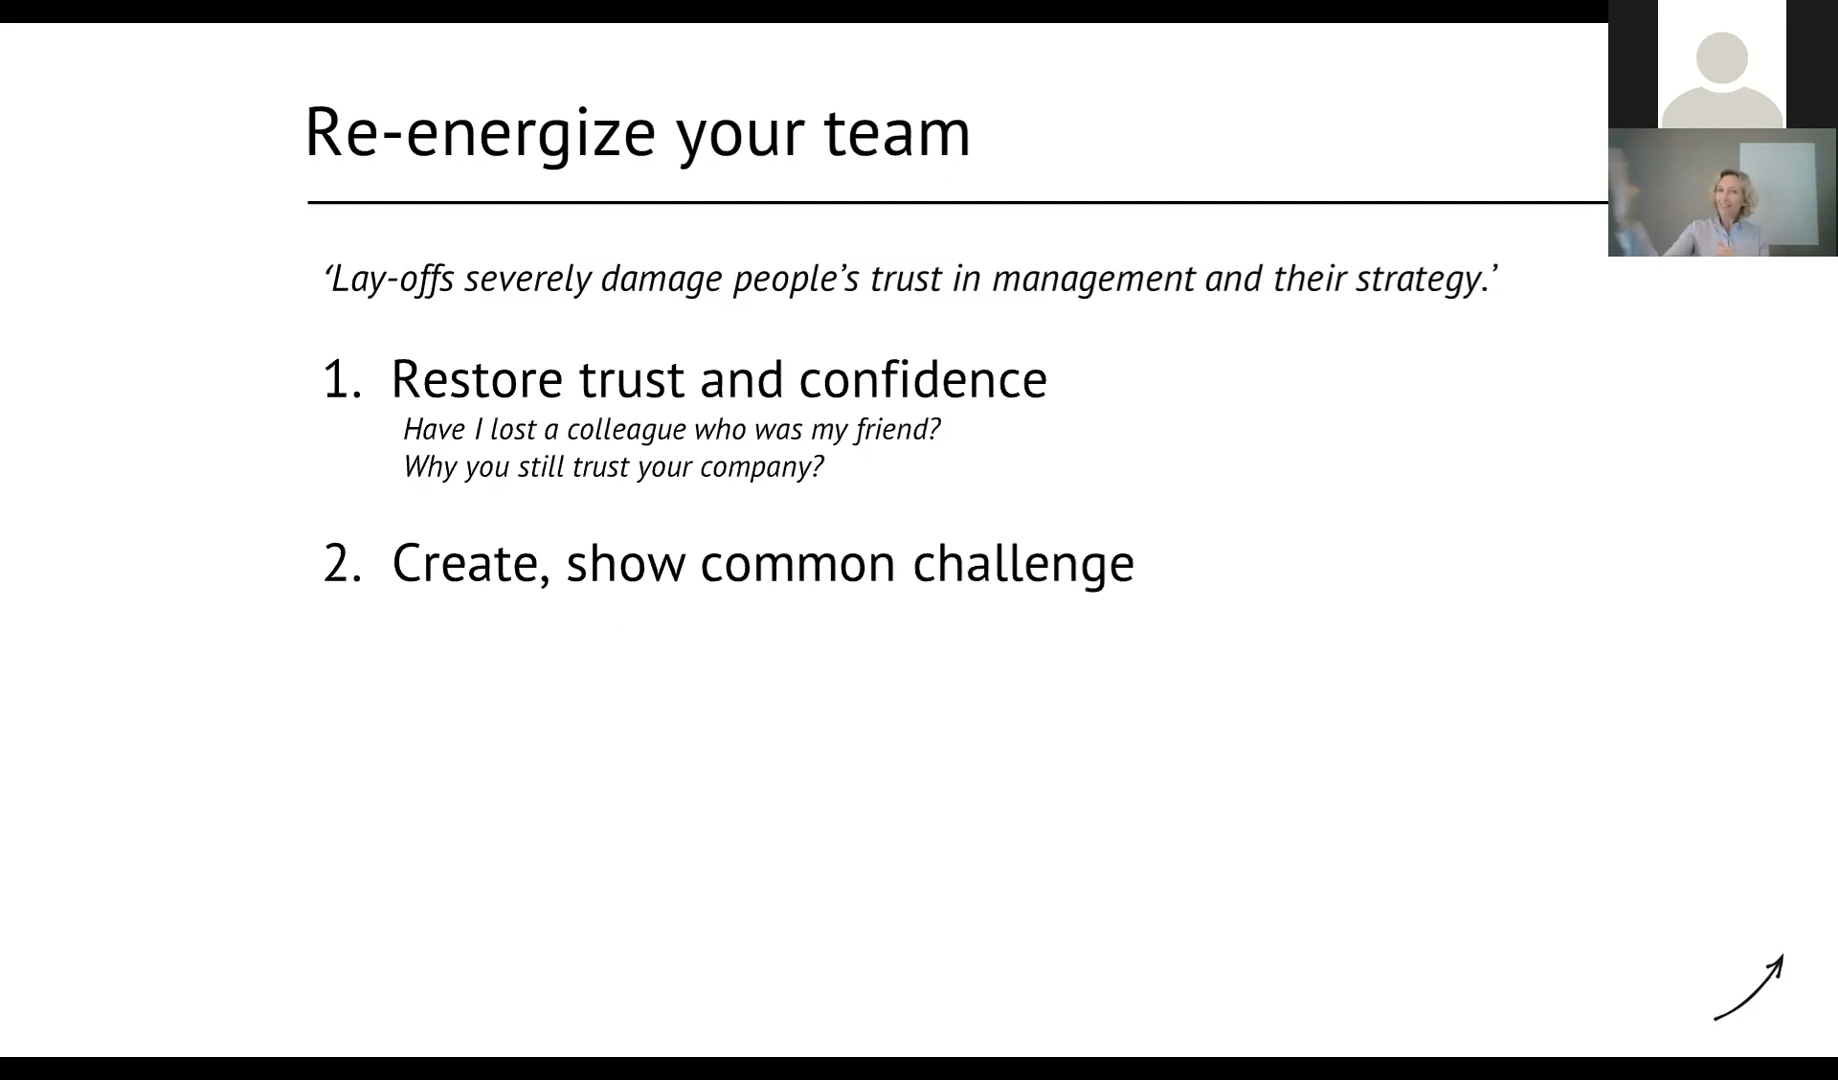 Re-energize your team
‘Lay-offs severely damage people’s trust in management and their strategy.’
1. Restore trust and confidence
Have I lost a colleague who was my friend?
Why you still trust your company?
2. Create, show common challenge